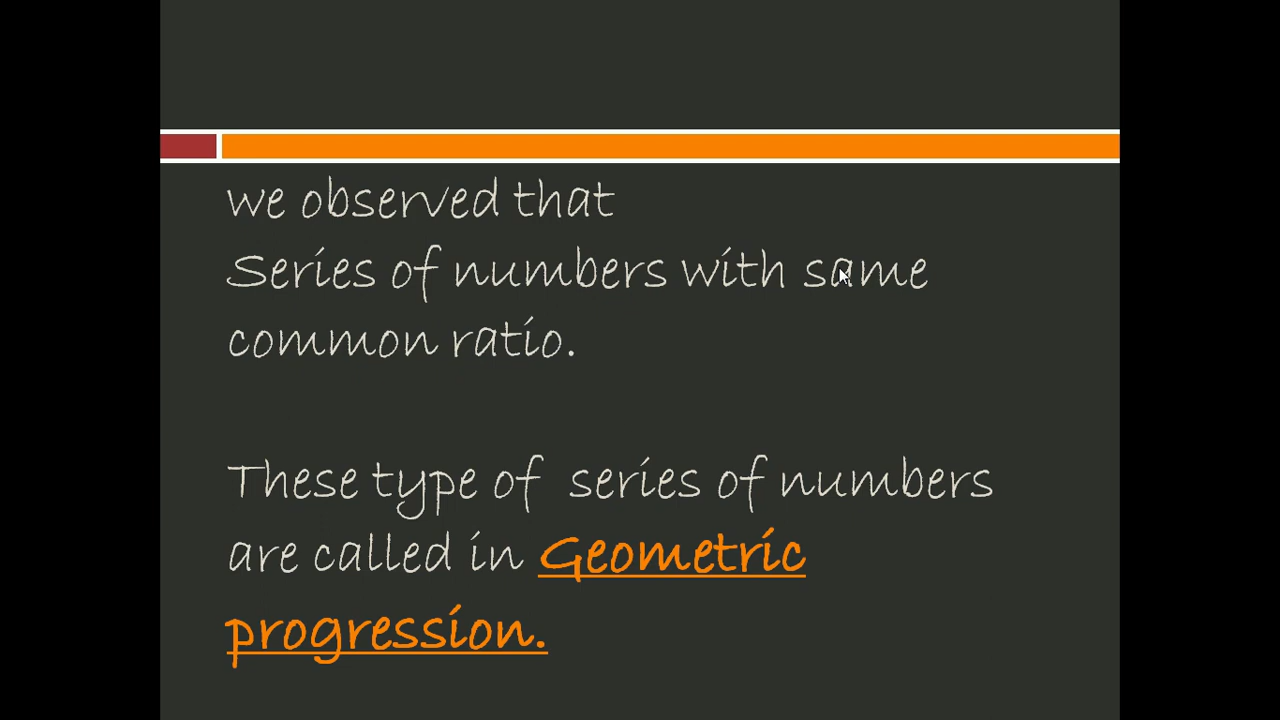 we observed that
Series of numbers with same
common ratio.
These type of series of numbers
are called in Geometric
progression.